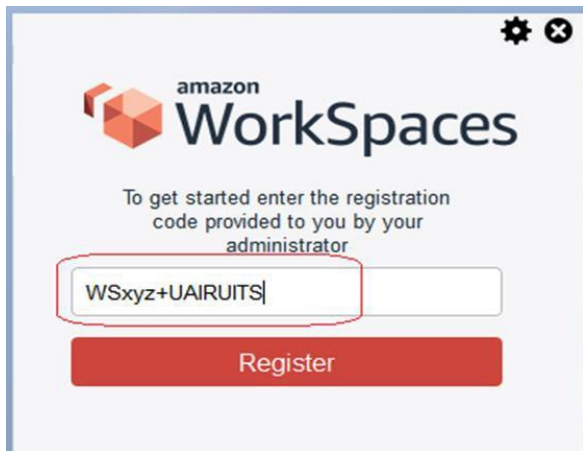 amazon
WorkSpaces
To get started enter the registration
code provided to you by your
administrator
WSxyz+UAIRUITS
Register